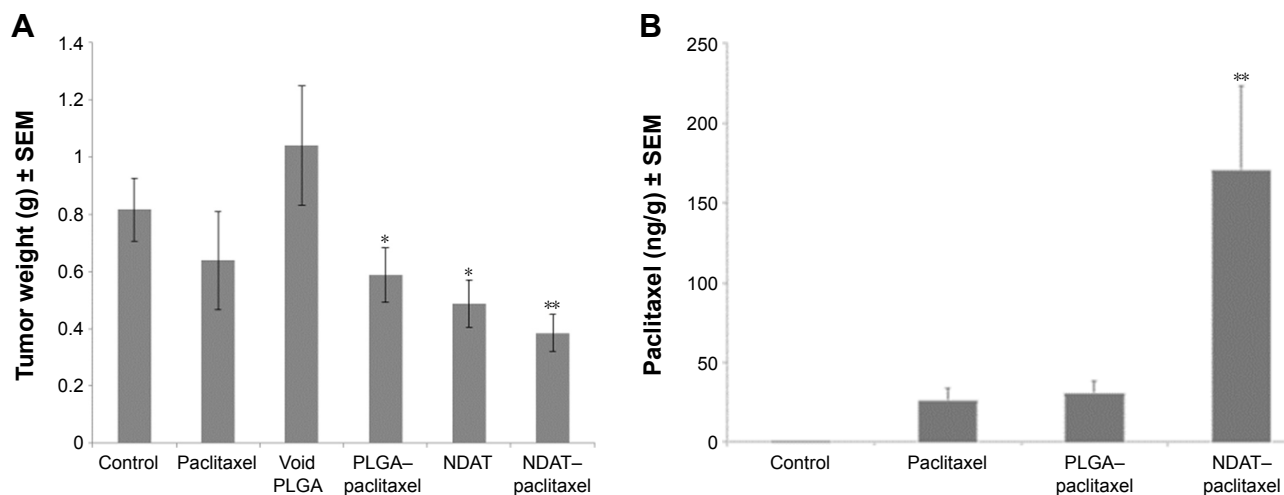 A
Tumor weight (g) ± SEM
1.4
1.2
1
0.8
0.6
0.4
0.2
0
*
*
**
Control
Paclitaxel
Void
PLGA
PLGA–
paclitaxel
NDAT
NDAT–
paclitaxel
B
Paclitaxel (ng/g) ± SEM
250
200
150
100
50
0
**
Control
Paclitaxel
PLGA–
paclitaxel
NDAT–
paclitaxel